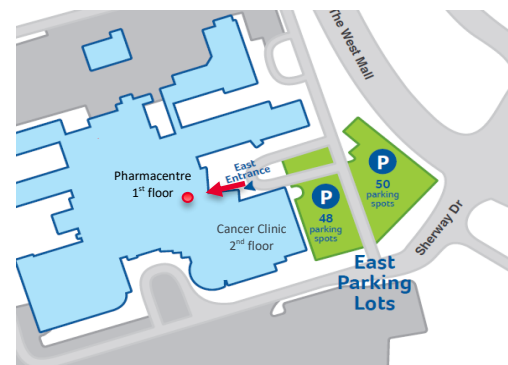 The West Mall
East
Entrance
Pharmacentre
1st floor
P
50
parking
spots
P
48
parking
spots
Cancer Clinic
2nd floor
Sherway Dr
East
Parking
Lots